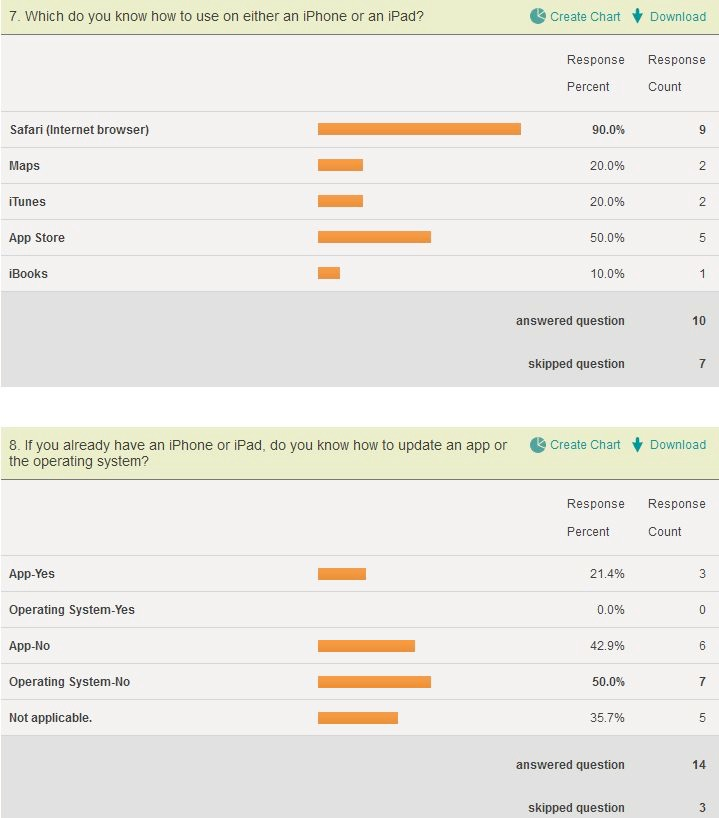 7. Which do you know how to use on either an iPhone or an iPad? Create Chart Download
Response Response
Percent Count
Safari (Internet browser) 90.0% 9
Maps 20.0% 2
iTunes 20.0% 2
App Store 50.0% 5
iBooks 10.0% 1
answered question 10
skipped question 7
8. If you already have an iPhone or iPad, do you know how to update an app or Create Chart Download
the operating system?
Response Response
Percent Count
App-Yes 21.4% 3
Operating System-Yes 0.0% 0
App-No 42.9% 6
Operating System-No 50.0% 7
Not applicable. 35.7% 5
answered question 14
skipped question 3